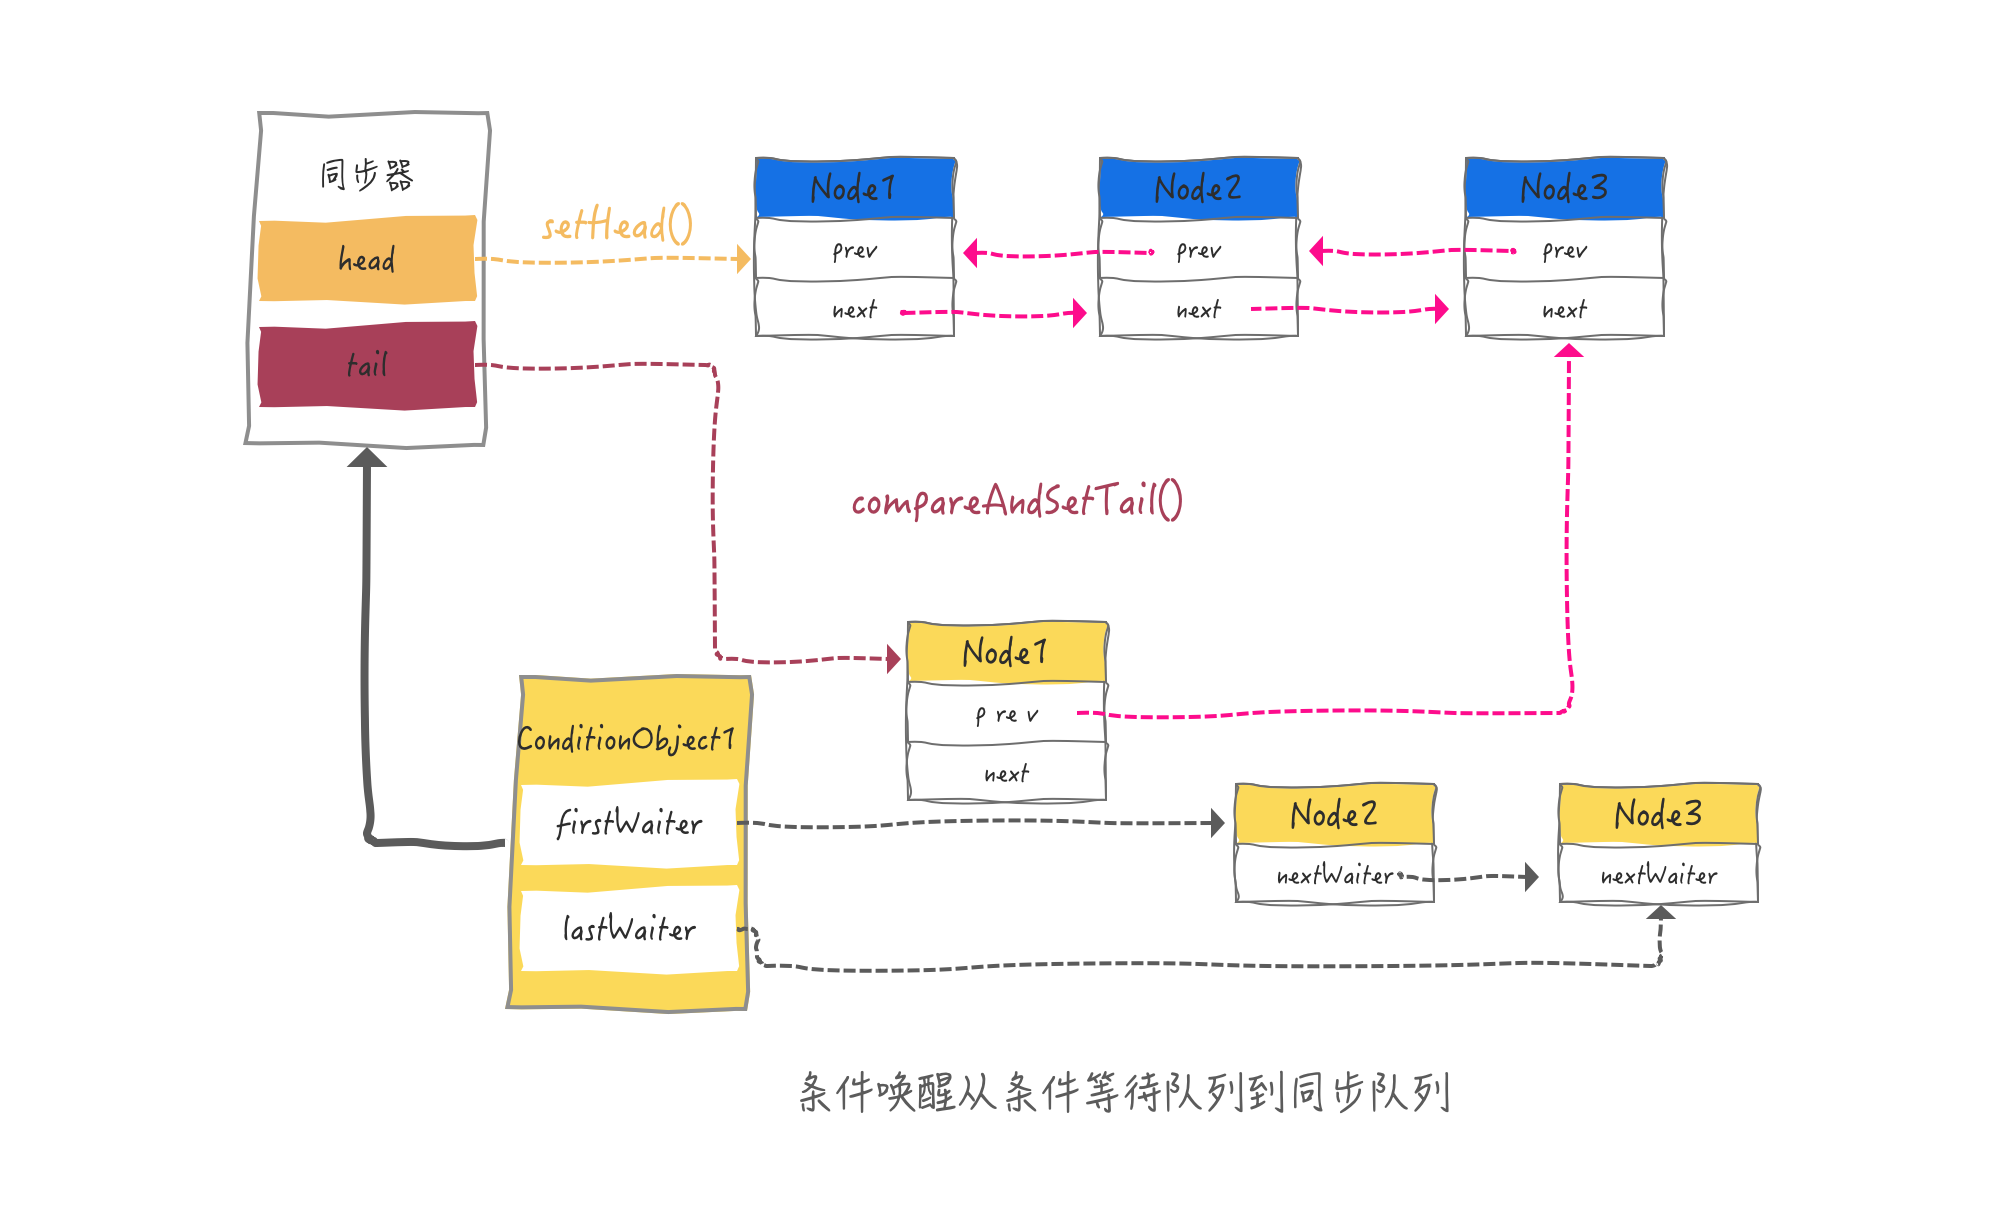 同步器
head
tail
setHead()
Node1
prev
next
Node2
prev
next
Node3
prev
next
compareAndSetTail()
Node1
prev
next
ConditionObject1
firstWaiter
lastWaiter
Node2
nextWaiter
Node3
nextWaiter
条件唤醒从条件等待队列到同步队列